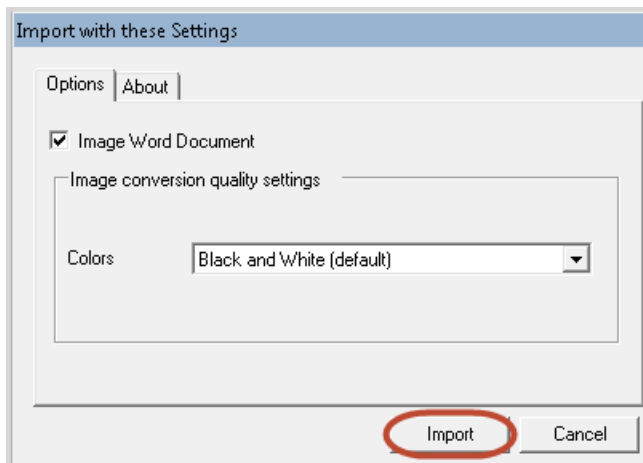 Import with these Settings
Options About
Image Word Document
Image conversion quality settings
Colors Black and White (default)
Import Cancel